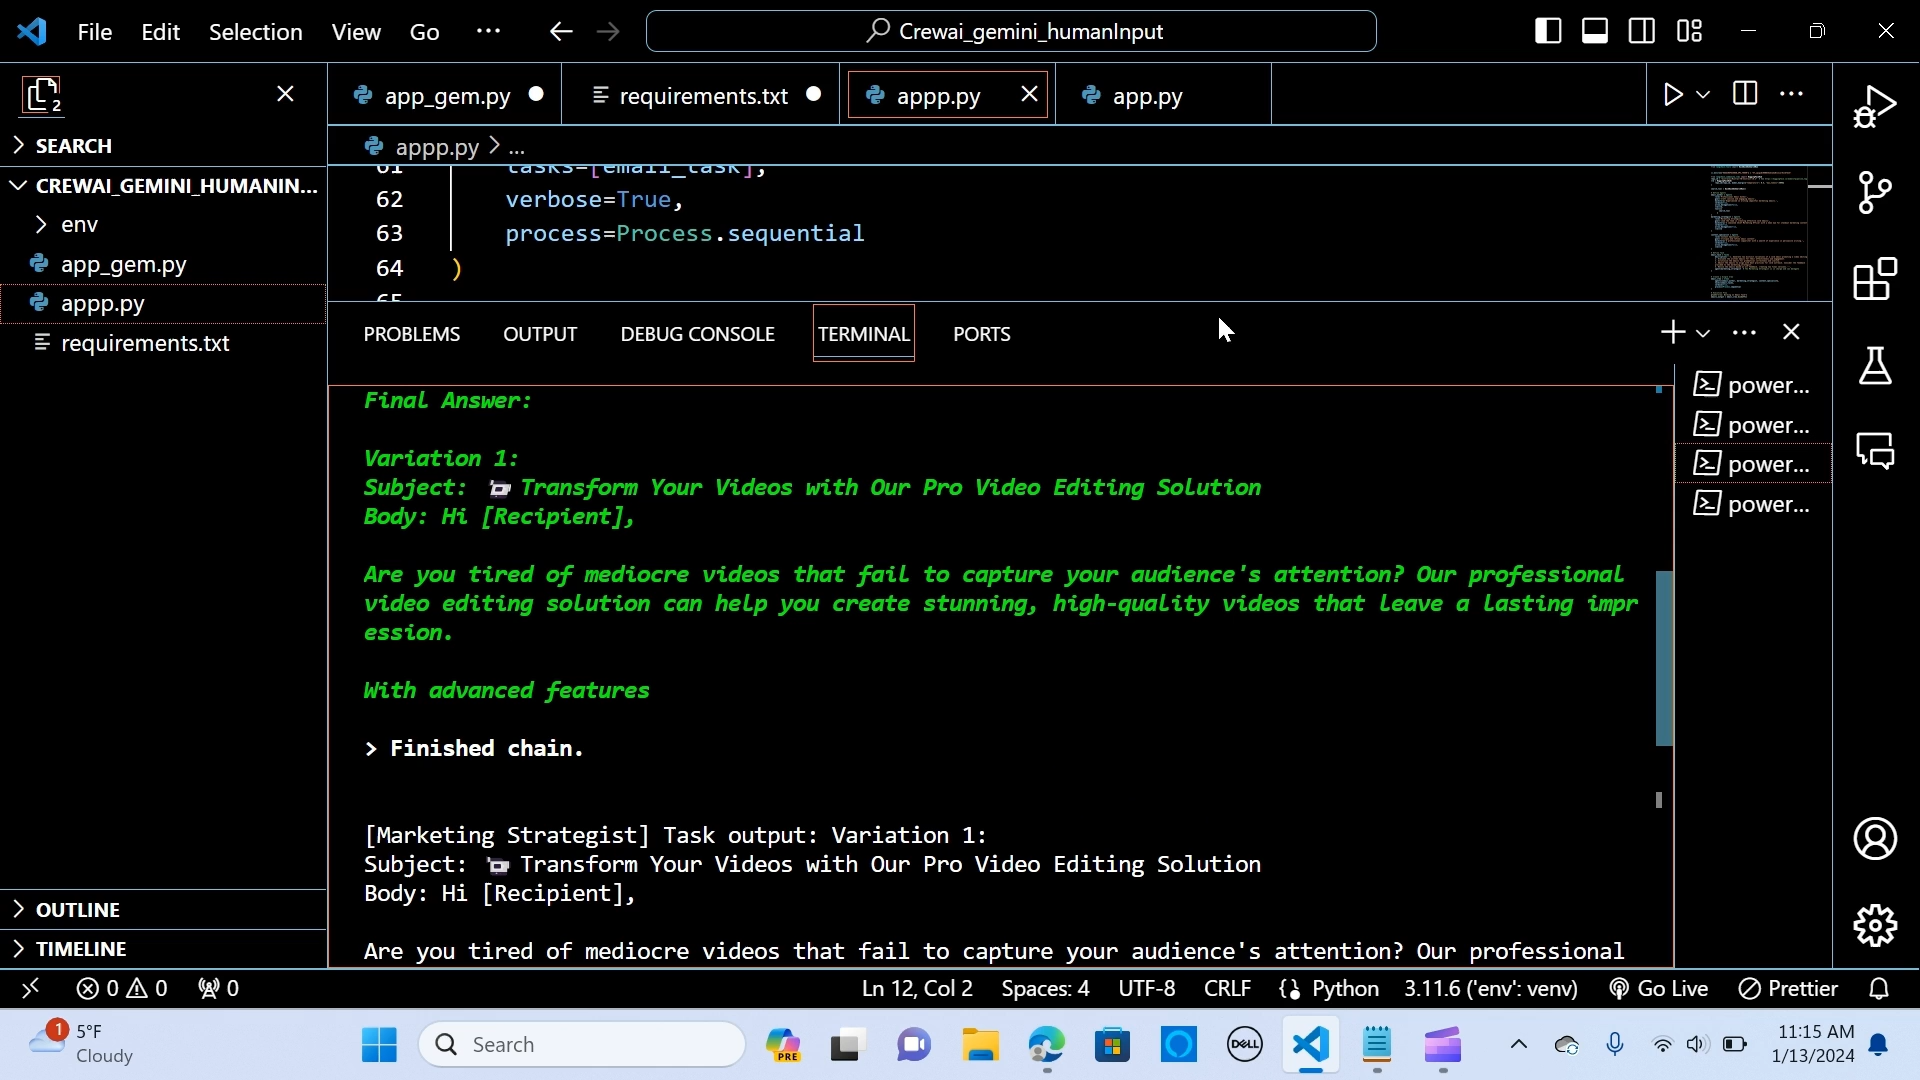 File Edit Selection View Go ··· Crewai_gemini_humanInput
2
SEARCH
CREWAI_GEMINI_HUMANIN...
env
app_gem.py
appp.py
requirements.txt
OUTLINE
TIMELINE
app_gem.py requirements.txt appp.py app.py
appp.py > ...
61 tasks=[email_task],
62 verbose=True,
63 process=Process.sequential
64 )
65
PROBLEMS OUTPUT DEBUG CONSOLE TERMINAL PORTS
power...
power...
power...
power...
Final Answer:
Variation 1:
Subject: Transform Your Videos with Our Pro Video Editing Solution
Body: Hi [Recipient],
Are you tired of mediocre videos that fail to capture your audience's attention? Our professional
video editing solution can help you create stunning, high-quality videos that leave a lasting impr
ession.
With advanced features
> Finished chain.
[Marketing Strategist] Task output: Variation 1:
Subject: Transform Your Videos with Our Pro Video Editing Solution
Body: Hi [Recipient],
Are you tired of mediocre videos that fail to capture your audience's attention? Our professional
0 0 0 Ln 12, Col 2 Spaces: 4 UTF-8 CRLF Python 3.11.6 ('env': venv) Go Live Prettier
1 5°F
Cloudy
Search
PRE
DELL
11:15 AM
1/13/2024